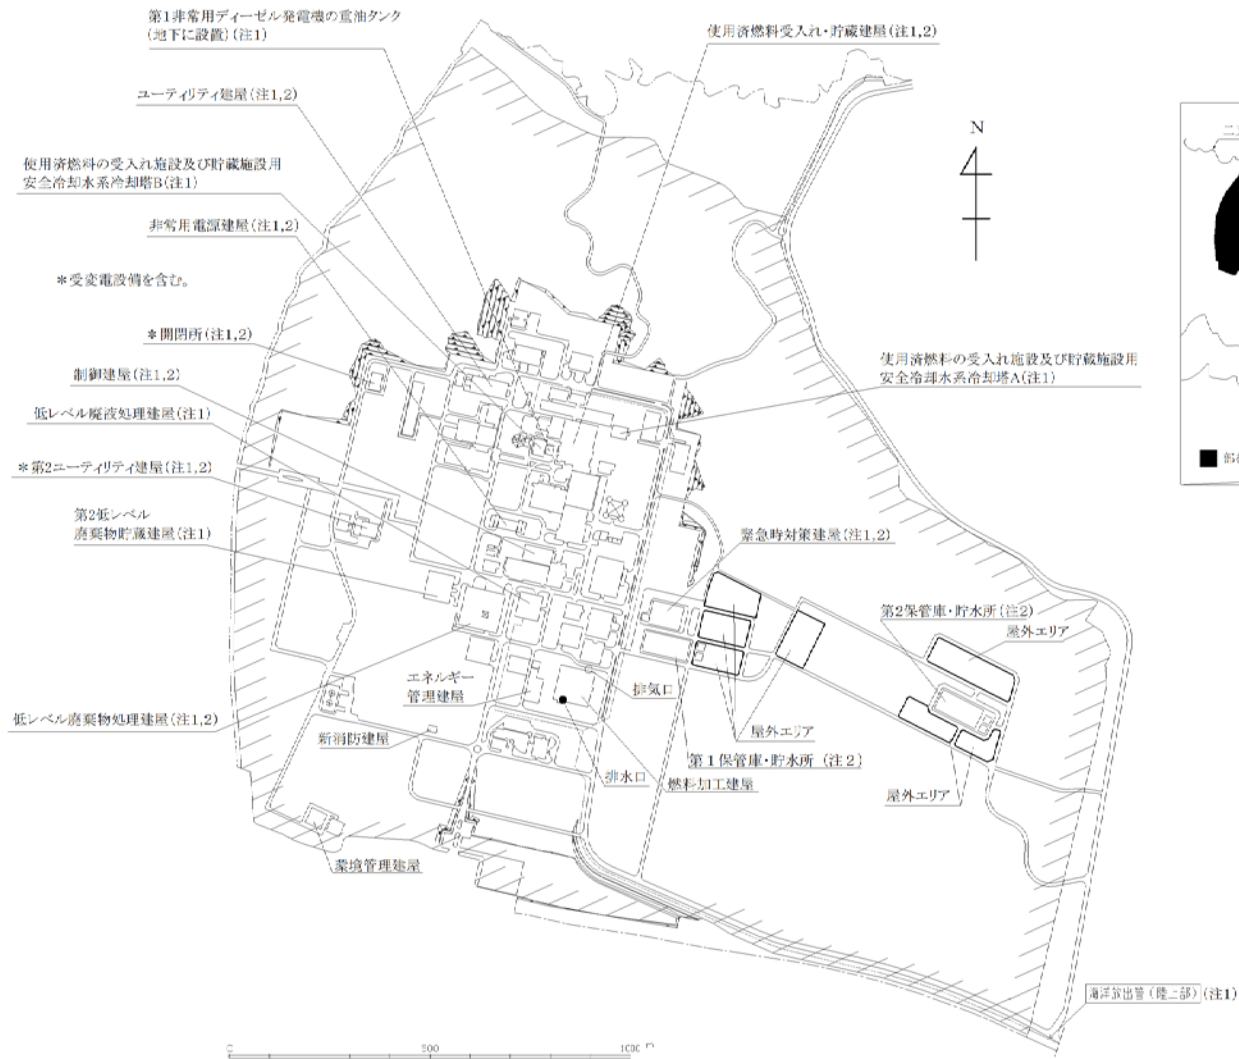 第1非常用ディーゼル発電機の重油タンク
(地下に設置)(注1)
使用済燃料受入れ・貯蔵建屋(注1,2)
ユーティリティ建屋(注1,2)
N
使用済燃料の受入れ施設及び貯蔵施設用
安全冷却水系冷却塔B(注1)
非常用電源建屋(注1,2)
＊受変電設備を含む。
＊開閉所(注1,2)
使用済燃料の受入れ施設及び貯蔵施設用
安全冷却水系冷却塔A(注1)
制御建屋(注1,2)
低レベル廃液処理建屋(注1)
＊第2ユーティリティ建屋(注1,2)
第2低レベル
廃棄物貯蔵建屋(注1)
緊急時対策建屋(注1,2)
第2保管庫・貯水所(注2)
屋外エリア
エネルギー
管理建屋
排気口
低レベル廃棄物処理建屋(注1,2)
新消防建屋
屋外エリア
第1保管庫・貯水所 (注2)
排水口
燃料加工建屋
屋外エリア
環境管理建屋
海洋放出管(陸上部)(注1)
0 500 1000 m